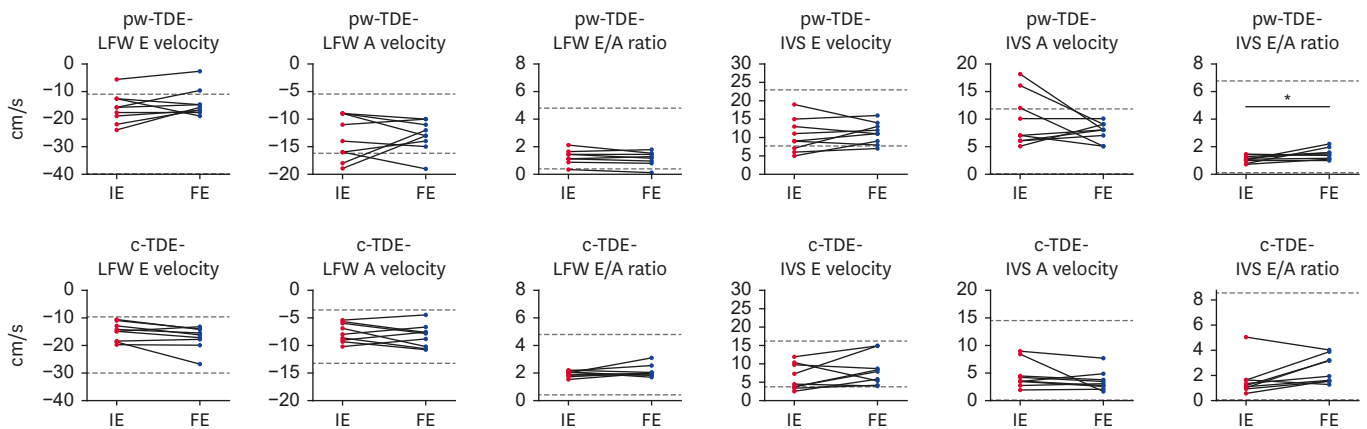 pw-TDE-
LFW E velocity
pw-TDE-
LFW A velocity
pw-TDE-
LFW E/A ratio
pw-TDE-
IVS E velocity
pw-TDE-
IVS A velocity
pw-TDE-
IVS E/A ratio
cm/s
0
−10
−20
−30
−40
IE
FE
0
−5
−10
−15
−20
IE
FE
8
6
4
2
0
IE
FE
30
25
20
15
10
5
0
IE
FE
20
15
10
5
0
IE
FE
8
6
4
2
0
*
IE
FE
c-TDE-
LFW E velocity
c-TDE-
LFW A velocity
c-TDE-
LFW E/A ratio
c-TDE-
IVS E velocity
c-TDE-
IVS A velocity
c-TDE-
IVS E/A ratio
cm/s
0
−10
−20
−30
−40
IE
FE
0
−5
−10
−15
−20
IE
FE
8
6
4
2
0
IE
FE
30
25
20
15
10
5
0
IE
FE
20
15
10
5
0
IE
FE
8
6
4
2
0
IE
FE